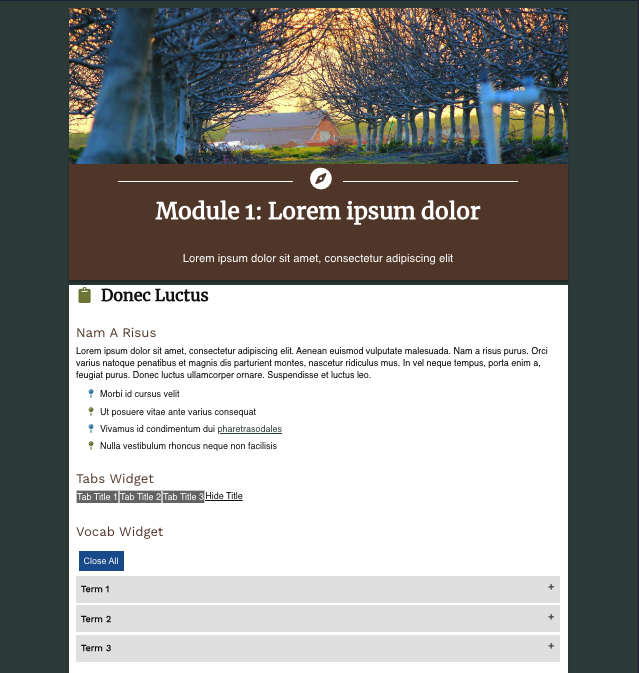 Module 1: Lorem ipsum dolor
Lorem ipsum dolor sit amet, consectetur adipiscing elit
Donec Luctus
Nam A Risus
Lorem ipsum dolor sit amet, consectetur adipiscing elit. Aenean euismod vulputate malesuada. Nam a risus purus. Orci
varius natoque penatibus et magnis dis parturient montes, nascetur ridiculus mus. In vel neque tempus, porta enim a,
feugiat purus. Donec luctus ullamcorper ornare. Suspendisse et luctus leo.
Morbi id cursus velit
Ut posuere vitae ante varius consequat
Vivamus id condimentum dui pharetrasodales
Nulla vestibulum rhoncus neque non facilisis
Tabs Widget
Tab Title 1 Tab Title 2 Tab Title 3 Hide Title
Vocab Widget
Close All
Term 1 +
Term 2 +
Term 3 +